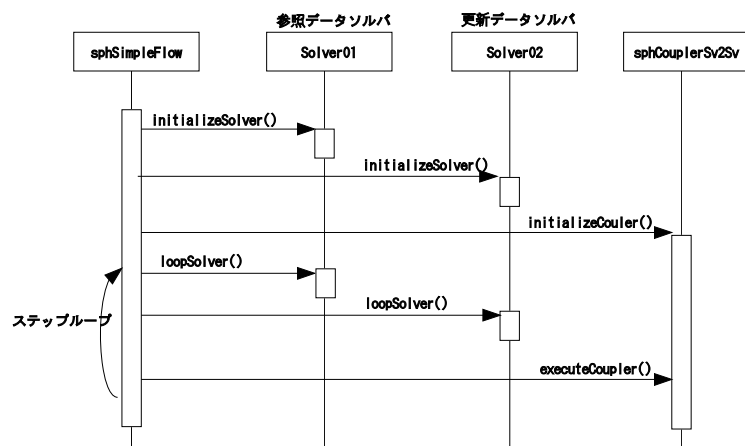 参照データソルバ
更新データソルバ
sphSimpleFlow
Solver01
Solver02
sphCouplerSv2Sv
initializeSolver()
initializeSolver()
initializeCouler()
loopSolver()
loopSolver()
ステップループ
executeCoupler()